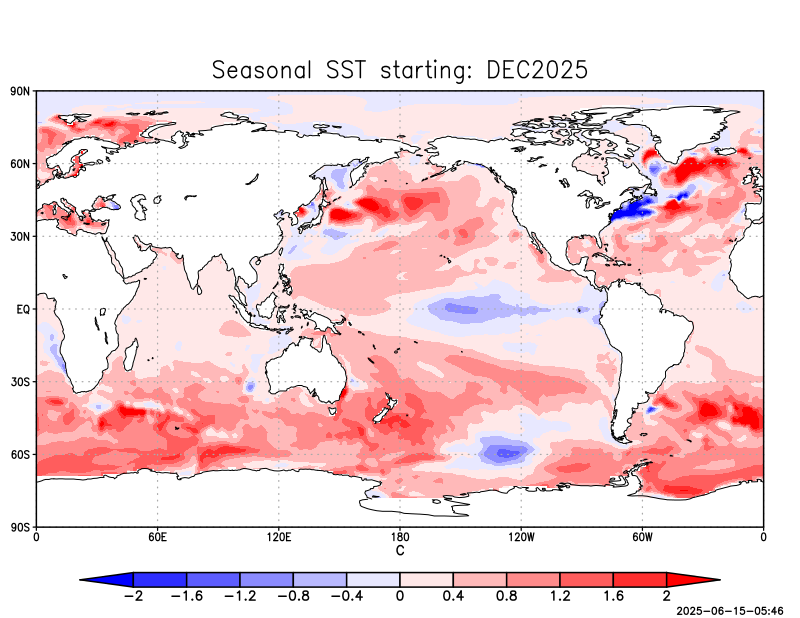 Seasonal SST starting: DEC2025
90N
60N
30N
EQ
30S
60S
90S
0 60E 120E 180 120W 60W 0
C
-2 -1.6 -1.2 -0.8 -0.4 0 0.4 0.8 1.2 1.6 2
2025-06-15-05:46